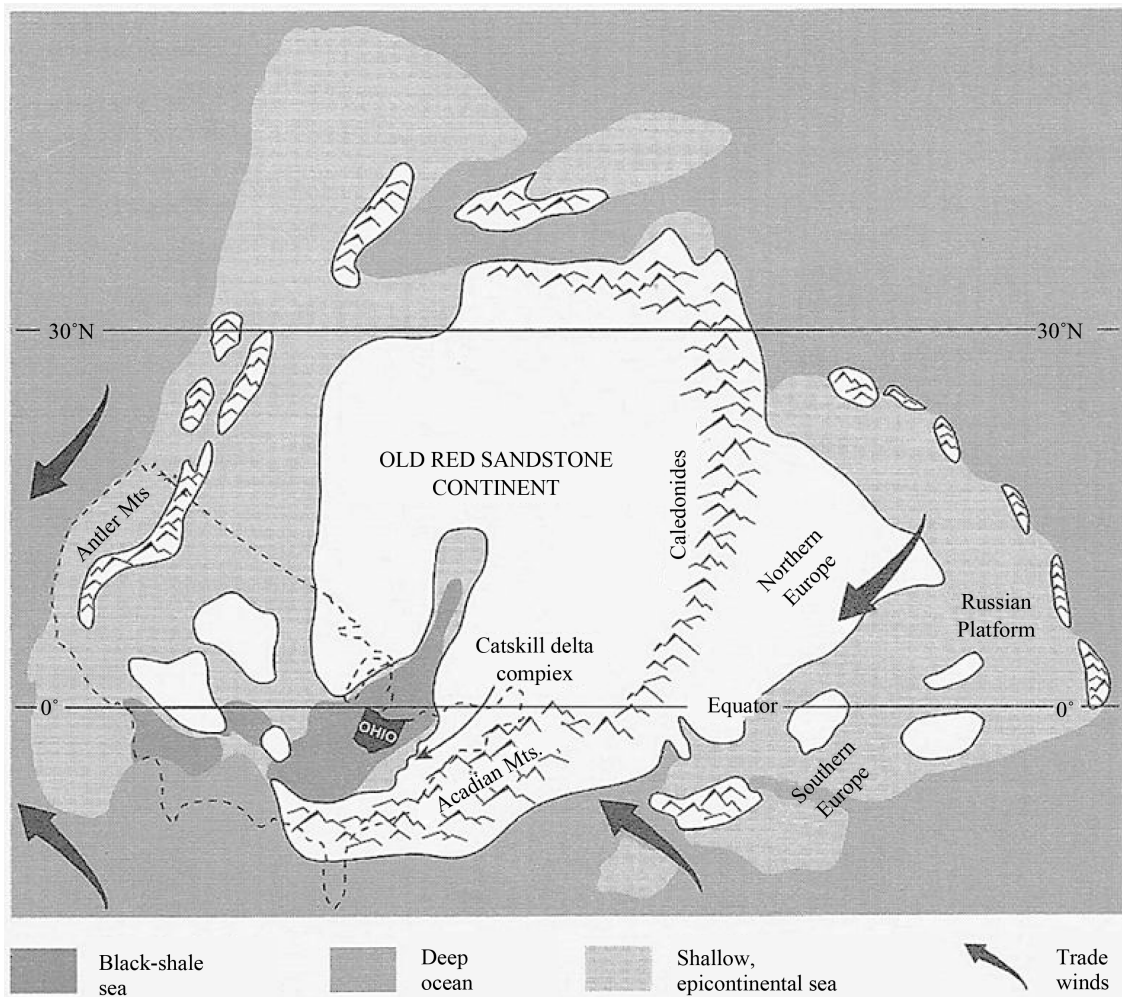 30°N
30°N
OLD RED SANDSTONE
CONTINENT
Antler Mts
Caledonides
Northern
Europe
Russian
Platform
Catskill delta
compiex
0°
Equator
0°
OHIO
Acadian Mts.
Southern
Europe
Black-shale
sea
Deep
ocean
Shallow,
epicontinental sea
Trade
winds